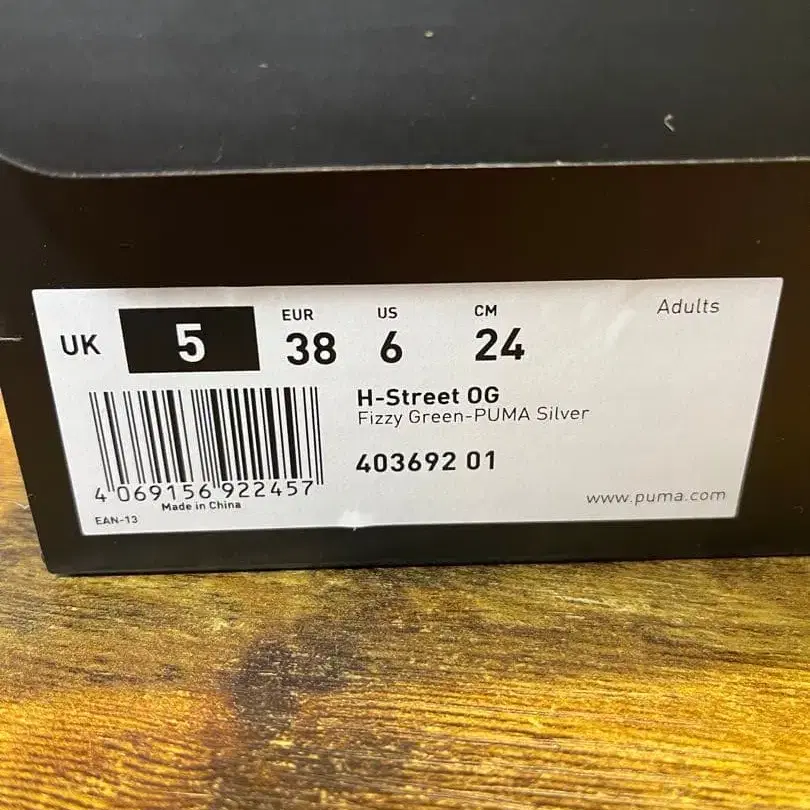 Adults
EUR US CM
UK 5 38 6 24
H-Street OG
Fizzy Green-PUMA Silver
403692 01
4 069156 922457
Made in China
EAN-13
www.puma.com